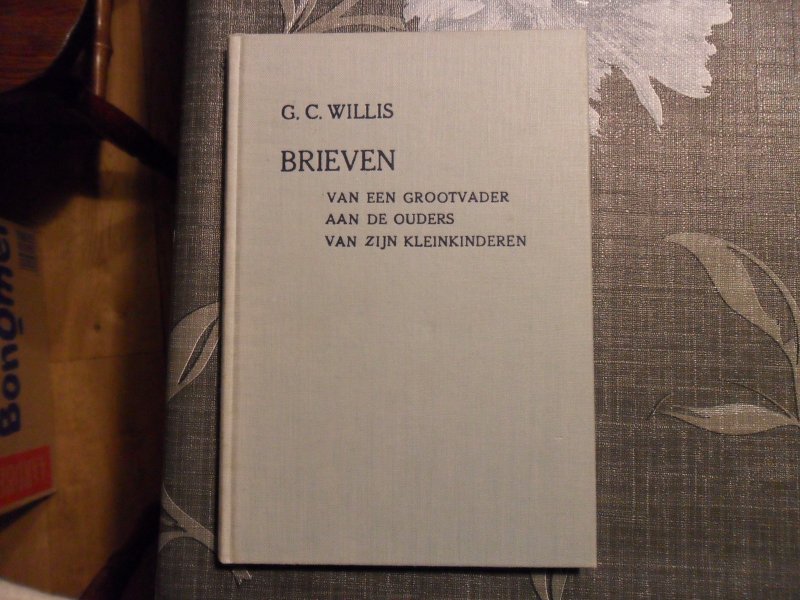 G. C. WILLIS
BRIEVEN
VAN EEN GROOTVADER
AAN DE OUDERS
VAN ZIJN KLEINKINDEREN